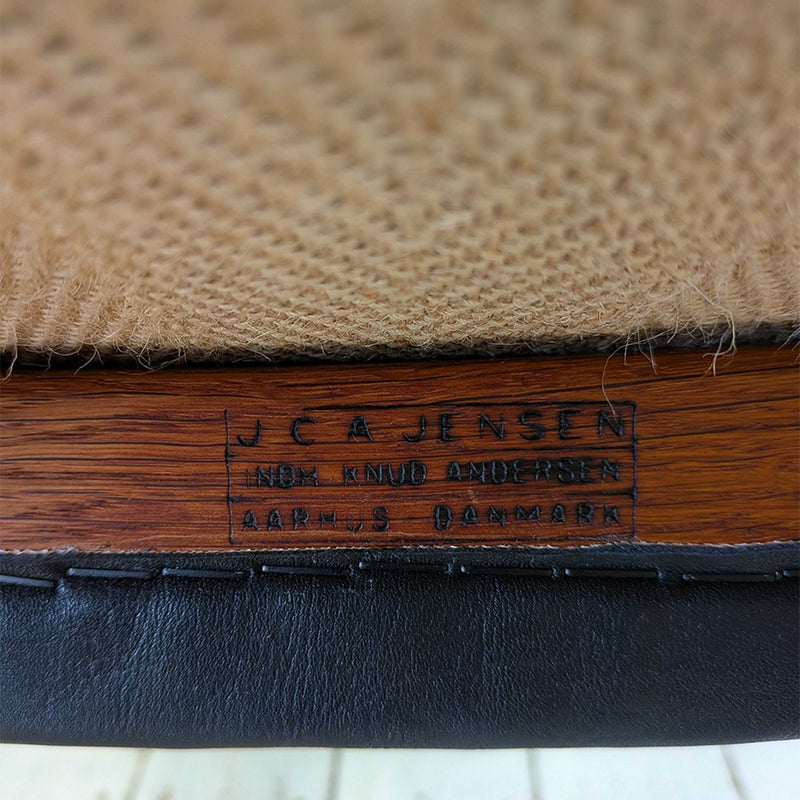 J C A JENSEN
INDH. KNUD ANDERSEN
AARHUS DANMARK